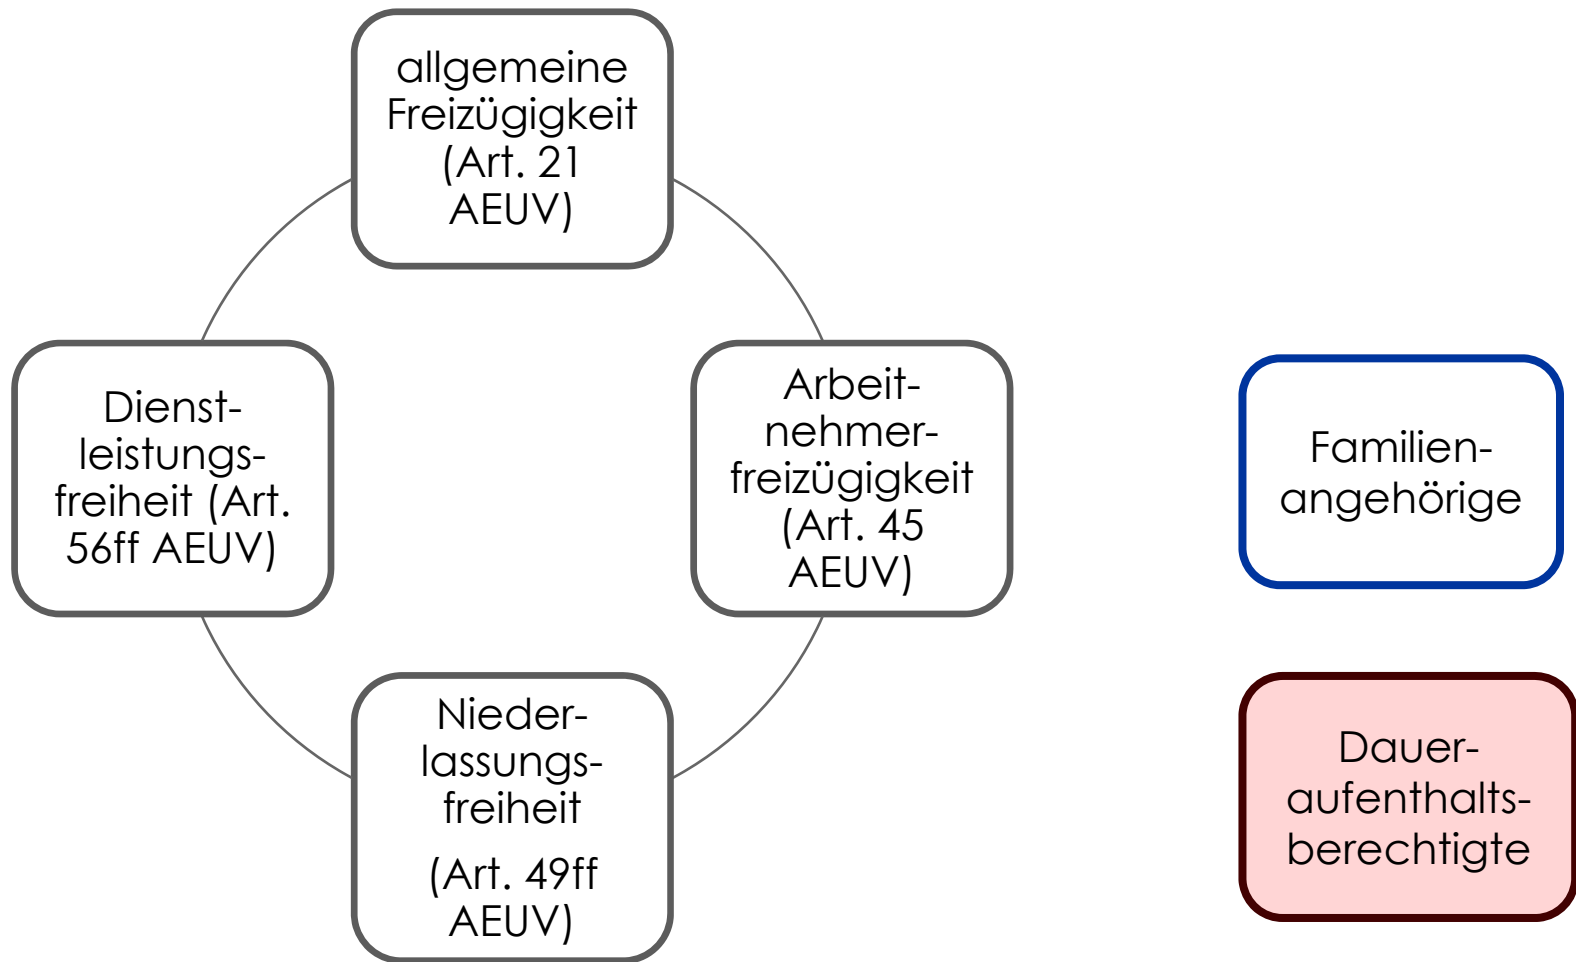 allgemeine
Freizügigkeit
(Art. 21
AEUV)
Dienst-
leistungs-
freiheit (Art.
56ff AEUV)
Arbeit-
nehmer-
freizügigkeit
(Art. 45
AEUV)
Nieder-
lassungs-
freiheit
(Art. 49ff
AEUV)
Familien-
angehörige
Dauer-
aufenthalts-
berechtigte